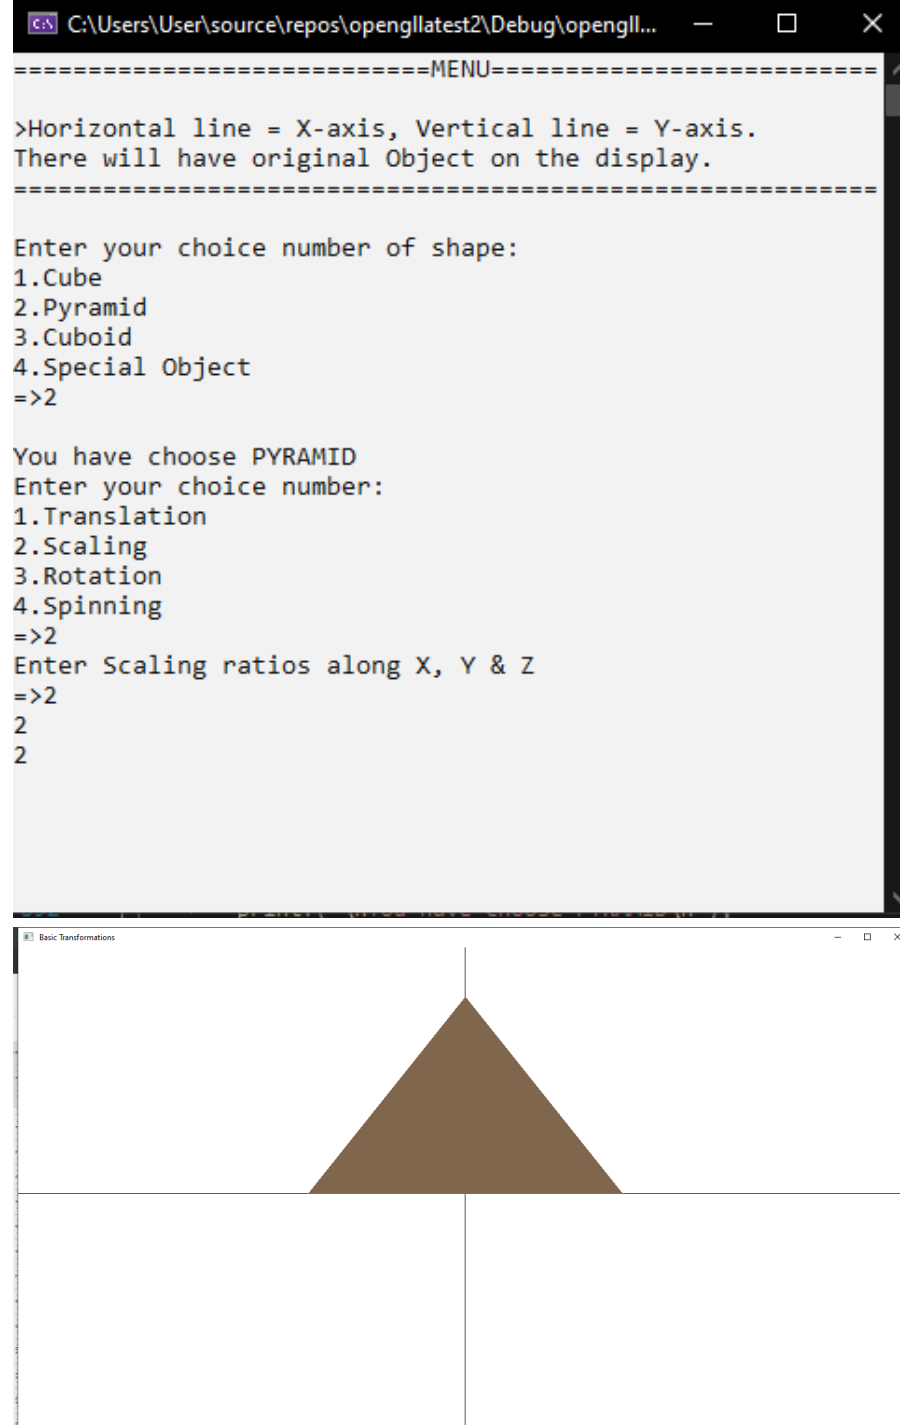 C:\Users\User\source\repos\opengllatest2\Debug\opengll...
============================MENU==========================
>Horizontal line = X-axis, Vertical line = Y-axis.
There will have original Object on the display.
==========================================================
Enter your choice number of shape:
1.Cube
2.Pyramid
3.Cuboid
4.Special Object
=>2
You have choose PYRAMID
Enter your choice number:
1.Translation
2.Scaling
3.Rotation
4.Spinning
=>2
Enter Scaling ratios along X, Y & Z
=>2
2
2
Basic Transformations